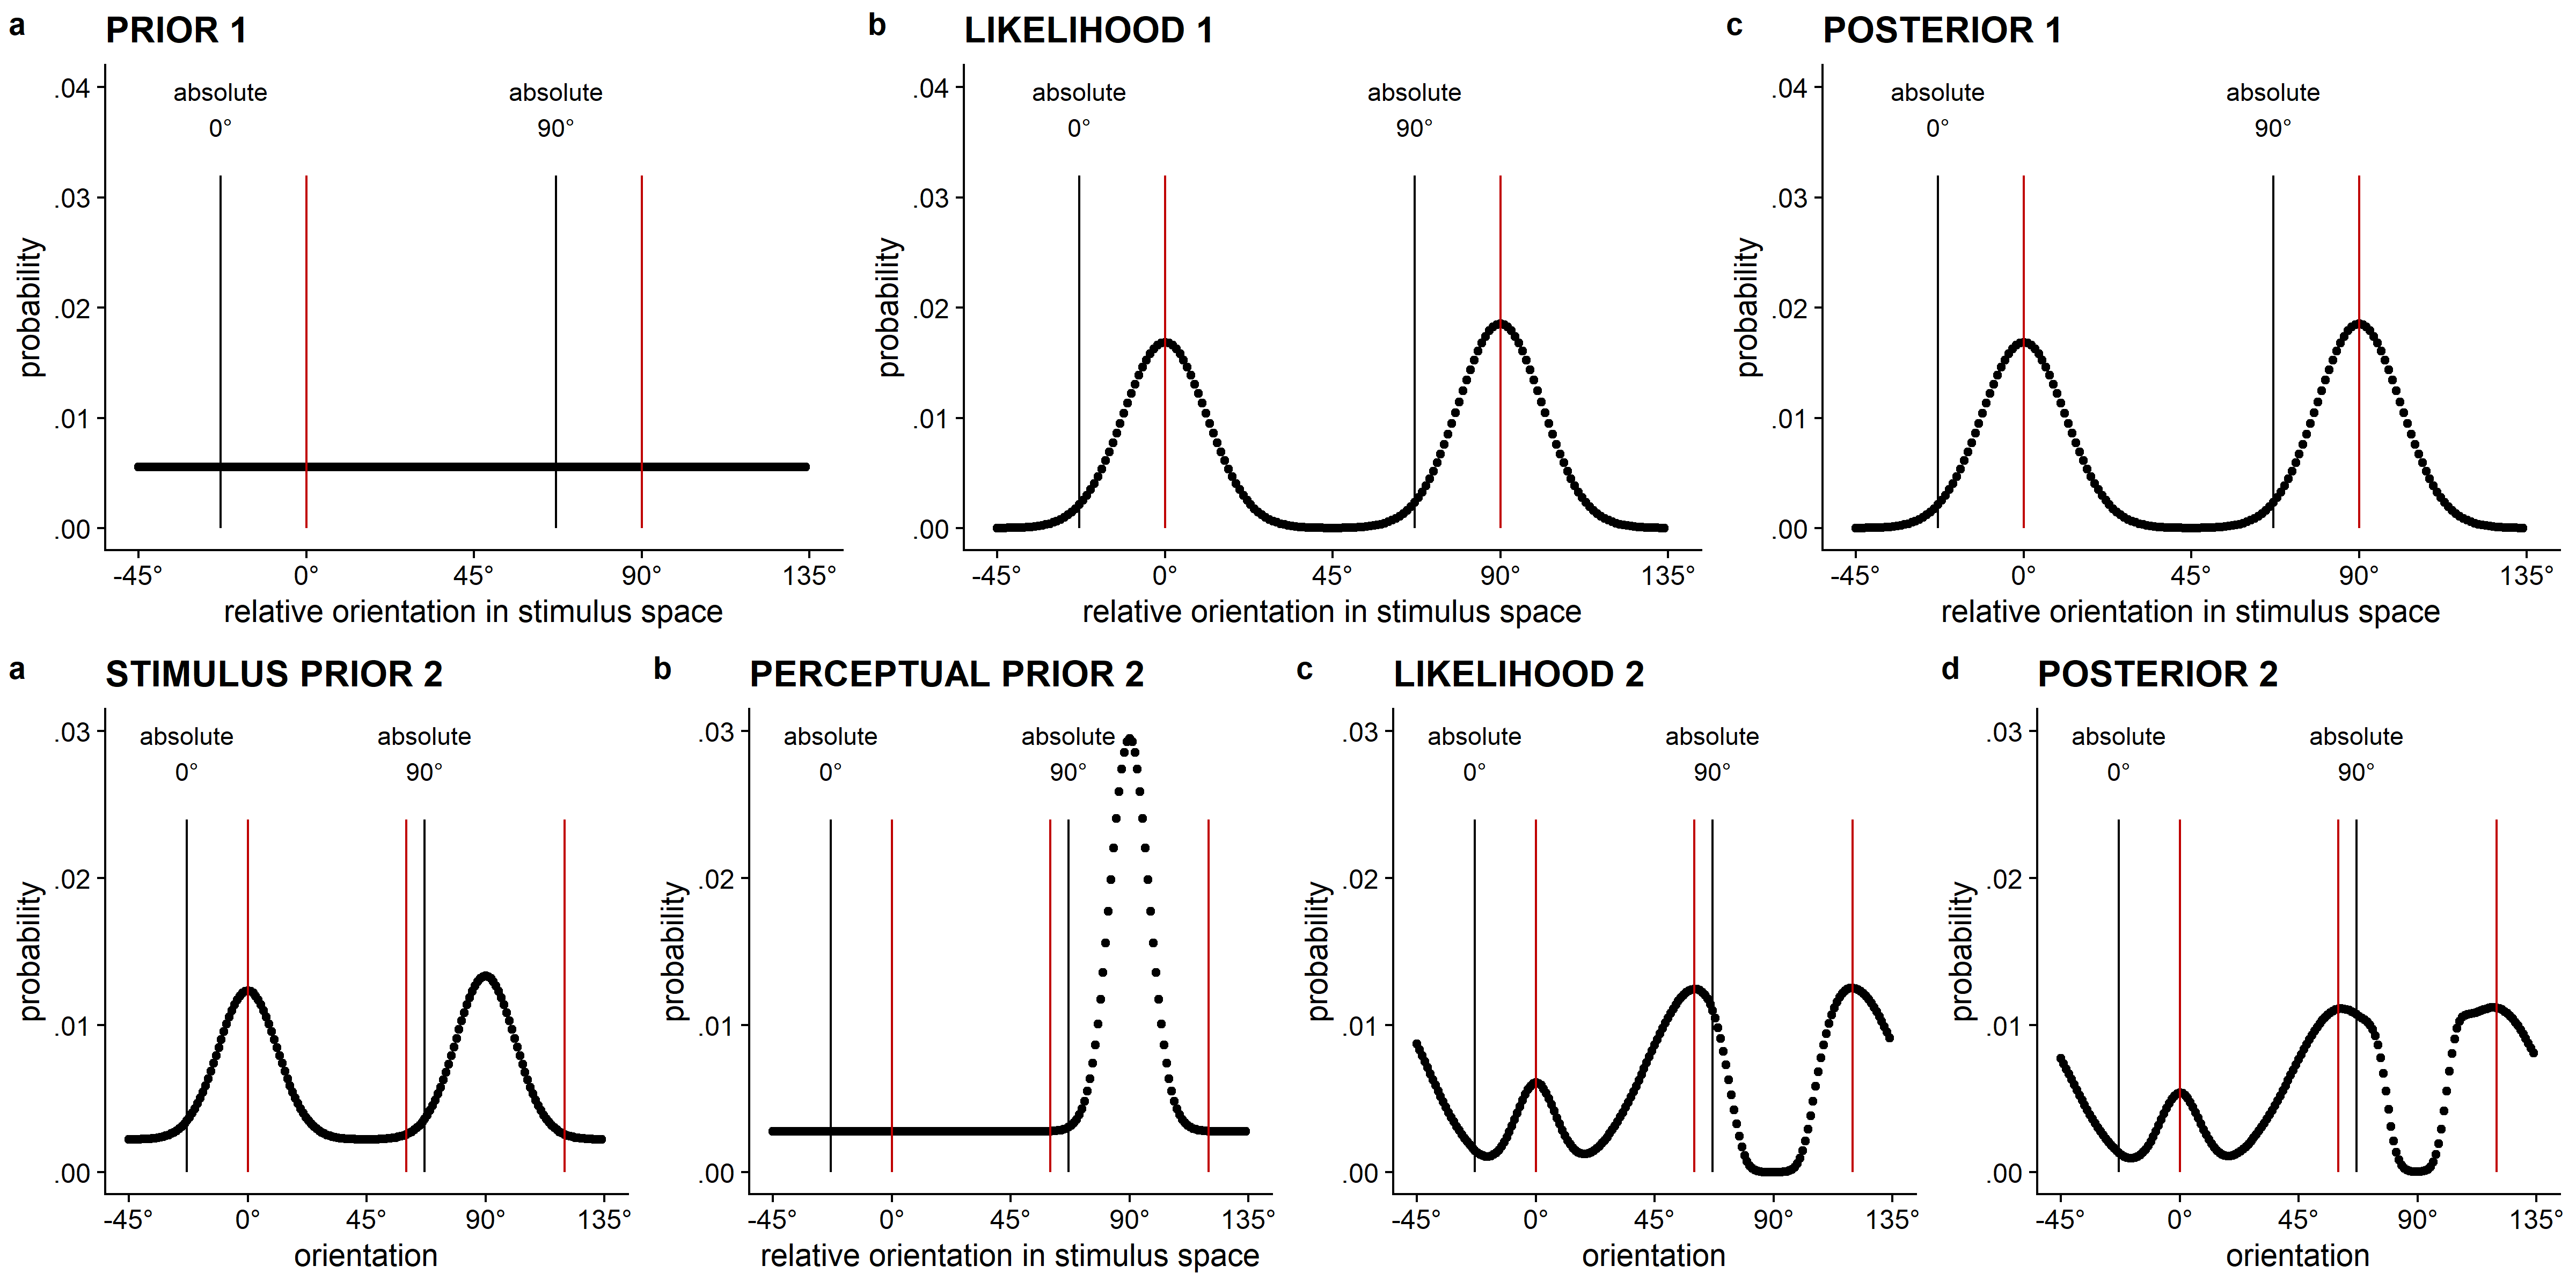 a PRIOR 1
absolute absolute
0° 90°
.04
.03
.02
.01
.00
probability
-45° 0° 45° 90° 135°
relative orientation in stimulus space
b LIKELIHOOD 1
absolute absolute
0° 90°
.04
.03
.02
.01
.00
probability
-45° 0° 45° 90° 135°
relative orientation in stimulus space
c POSTERIOR 1
absolute absolute
0° 90°
.04
.03
.02
.01
.00
probability
-45° 0° 45° 90° 135°
relative orientation in stimulus space
a STIMULUS PRIOR 2
absolute absolute
0° 90°
.03
.02
.01
.00
probability
-45° 0° 45° 90° 135°
orientation
b PERCEPTUAL PRIOR 2
absolute absolute
0° 90°
.03
.02
.01
.00
probability
-45° 0° 45° 90° 135°
relative orientation in stimulus space
c LIKELIHOOD 2
absolute absolute
0° 90°
.03
.02
.01
.00
probability
-45° 0° 45° 90° 135°
orientation
d POSTERIOR 2
absolute absolute
0° 90°
.03
.02
.01
.00
probability
-45° 0° 45° 90° 135°
orientation